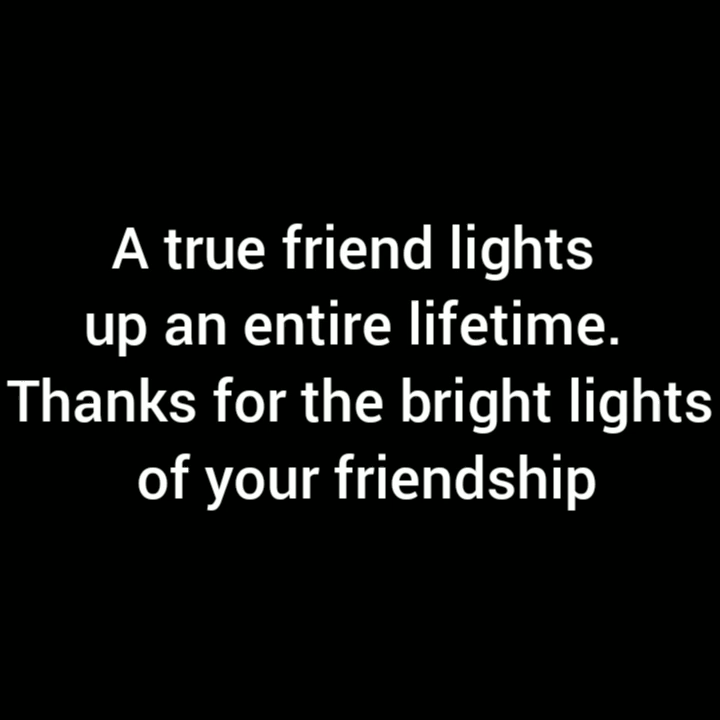 A true friend lights
up an entire lifetime.
Thanks for the bright lights
of your friendship